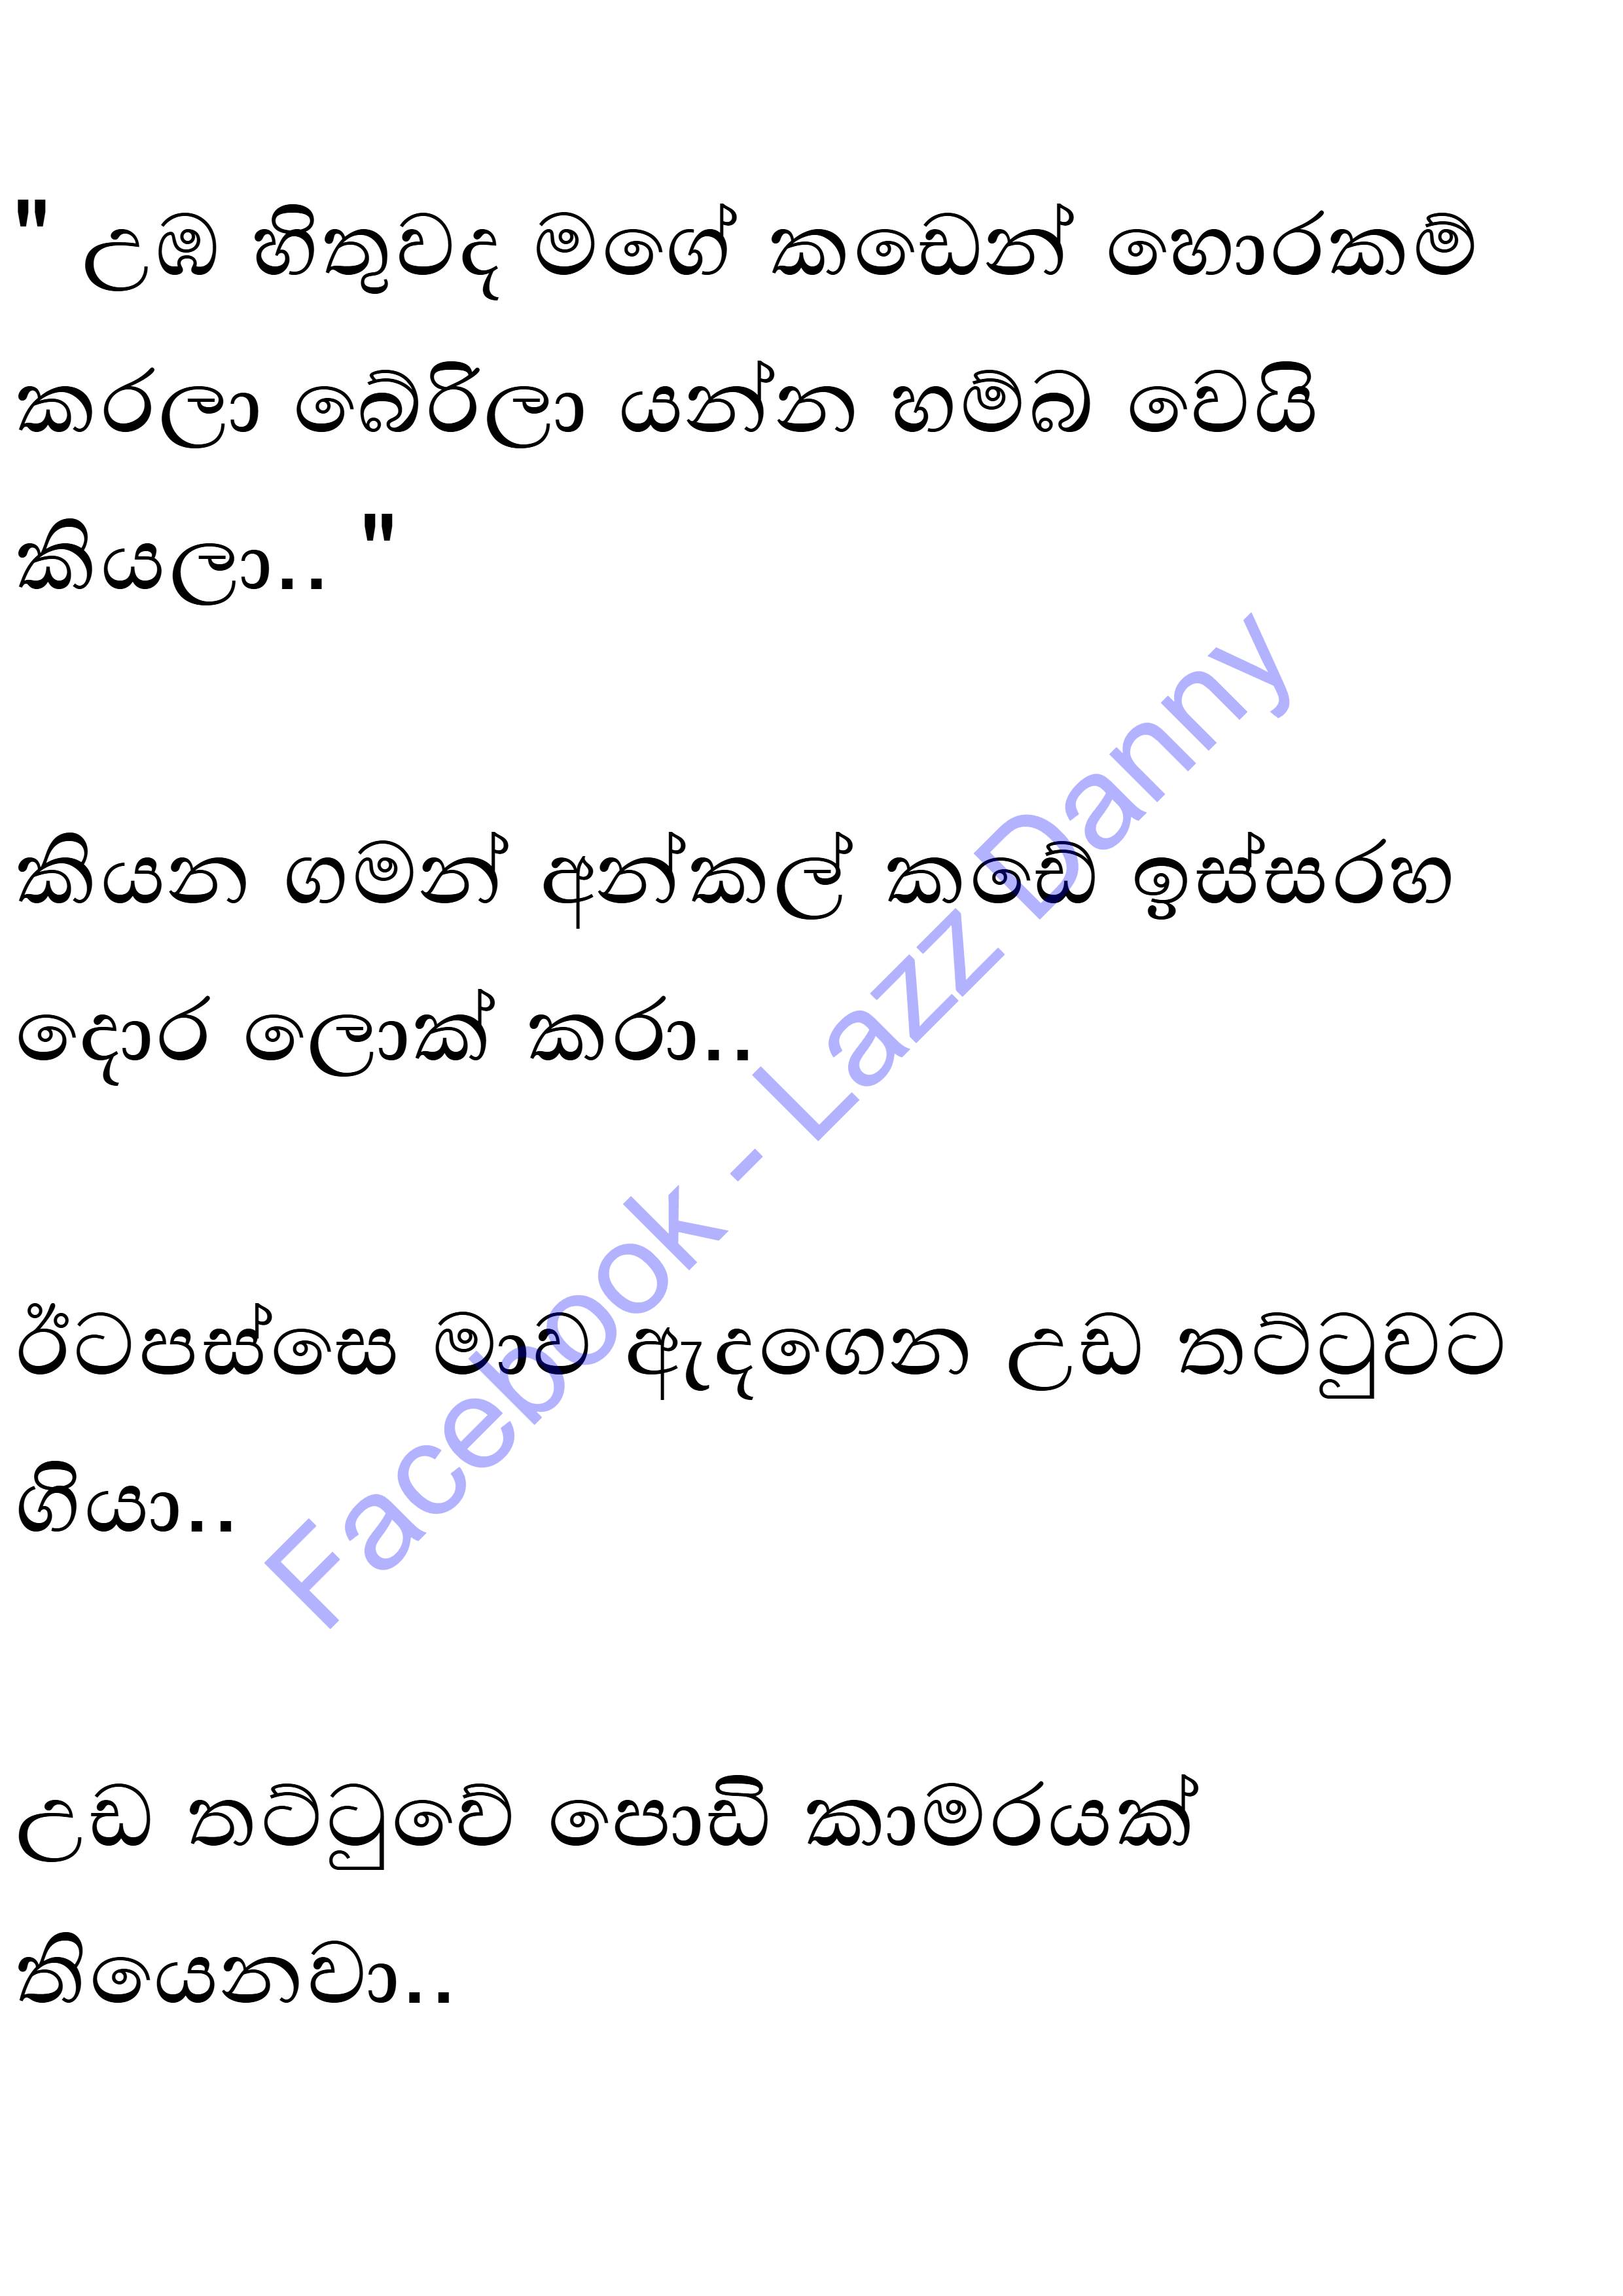 " උඹ හිතුවද මගේ කඩෙන් හොරකම්
කරලා බේරිලා යන්න හම්බ වෙයි
කියලා.. "
කියන ගමන් අන්කල් කඩේ ඉස්සරහ
දොර ලොක් කරා..
ඊටපස්සෙ මාව ඇදගෙන උඩ තට්ටුවට
ගියා..
උඩ තට්ටුවේ පොඩි කාමරයක්
තියෙනවා..
Facebook - Lazz Danny